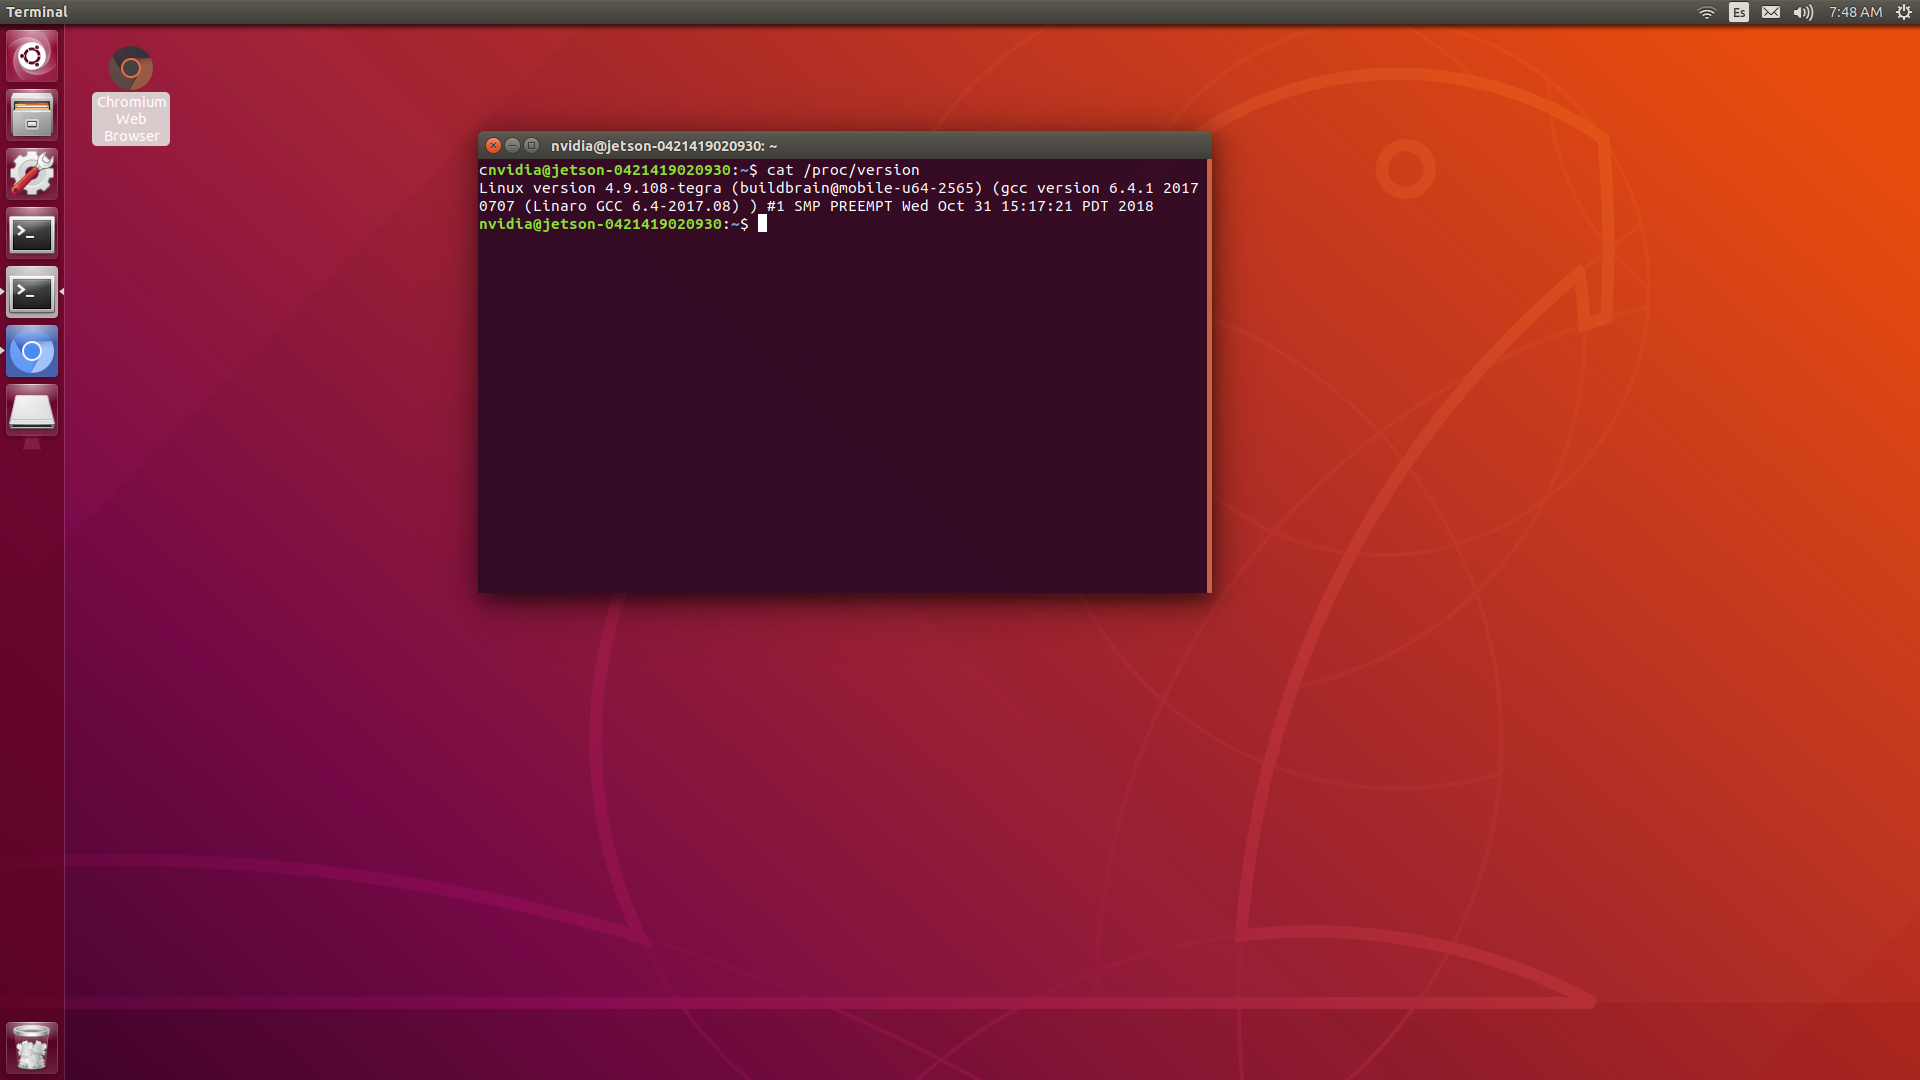 Terminal
Es
7:48 AM
Chromium
Web
Browser
nvidia@jetson-0421419020930: ~
cnvidia@jetson-0421419020930:~$ cat /proc/version
Linux version 4.9.108-tegra (buildbrain@mobile-u64-2565) (gcc version 6.4.1 2017
0707 (Linaro GCC 6.4-2017.08) ) #1 SMP PREEMPT Wed Oct 31 15:17:21 PDT 2018
nvidia@jetson-0421419020930:~$